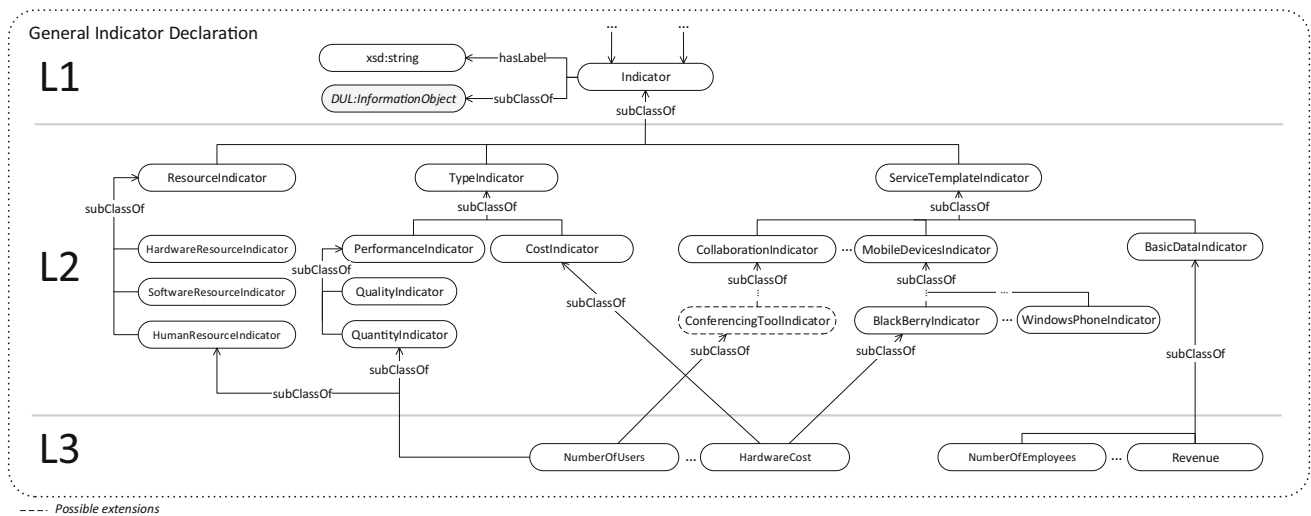 General Indicator Declaration
... ...
L1
xsd:string
hasLabel
Indicator
DUL:InformationObject
subClassOf
subClassOf
L2
ResourceIndicator
TypeIndicator
ServiceTemplateIndicator
subClassOf
subClassOf
subClassOf
HardwareResourceIndicator
PerformanceIndicator
CostIndicator
CollaborationIndicator
...
MobileDevicesIndicator
BasicDataIndicator
subClassOf
subClassOf
subClassOf
SoftwareResourceIndicator
QualityIndicator
...
subClassOf
HumanResourceIndicator
QuantityIndicator
ConferencingToolIndicator
BlackBerryIndicator
...
WindowsPhoneIndicator
subClassOf
subClassOf
subClassOf
subClassOf
subClassOf
L3
NumberOfUsers
...
HardwareCost
NumberOfEmployees
...
Revenue
Possible extensions